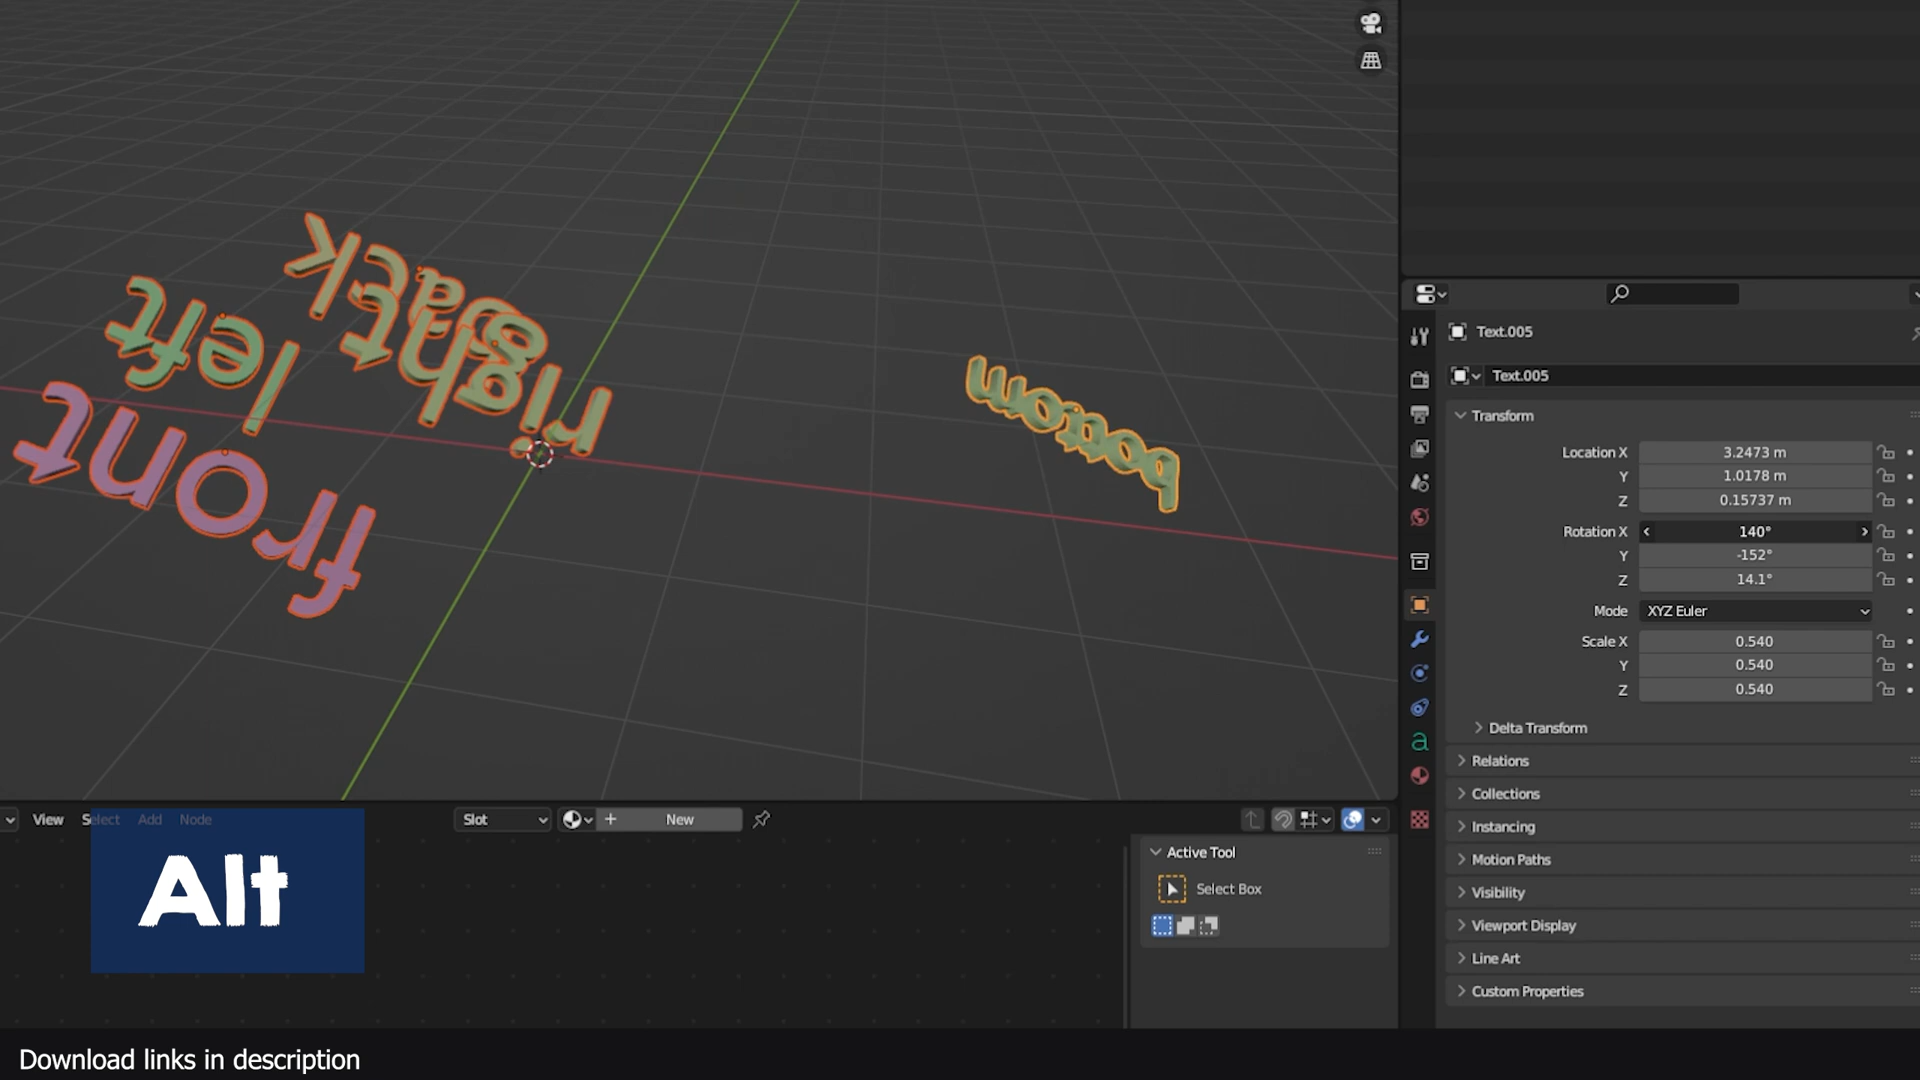 back
left
right
front
bottom
Text.005
Text.005
Transform
Location X 3.2473 m
Y 1.0178 m
Z 0.15737 m
Rotation X 140°
Y -152°
Z 14.1°
Mode XYZ Euler
Scale X 0.540
Y 0.540
Z 0.540
Delta Transform
Relations
Collections
Instancing
Motion Paths
Visibility
Viewport Display
Line Art
Custom Properties
View Select Add Node Slot New
Active Tool
Select Box
Alt
Download links in description